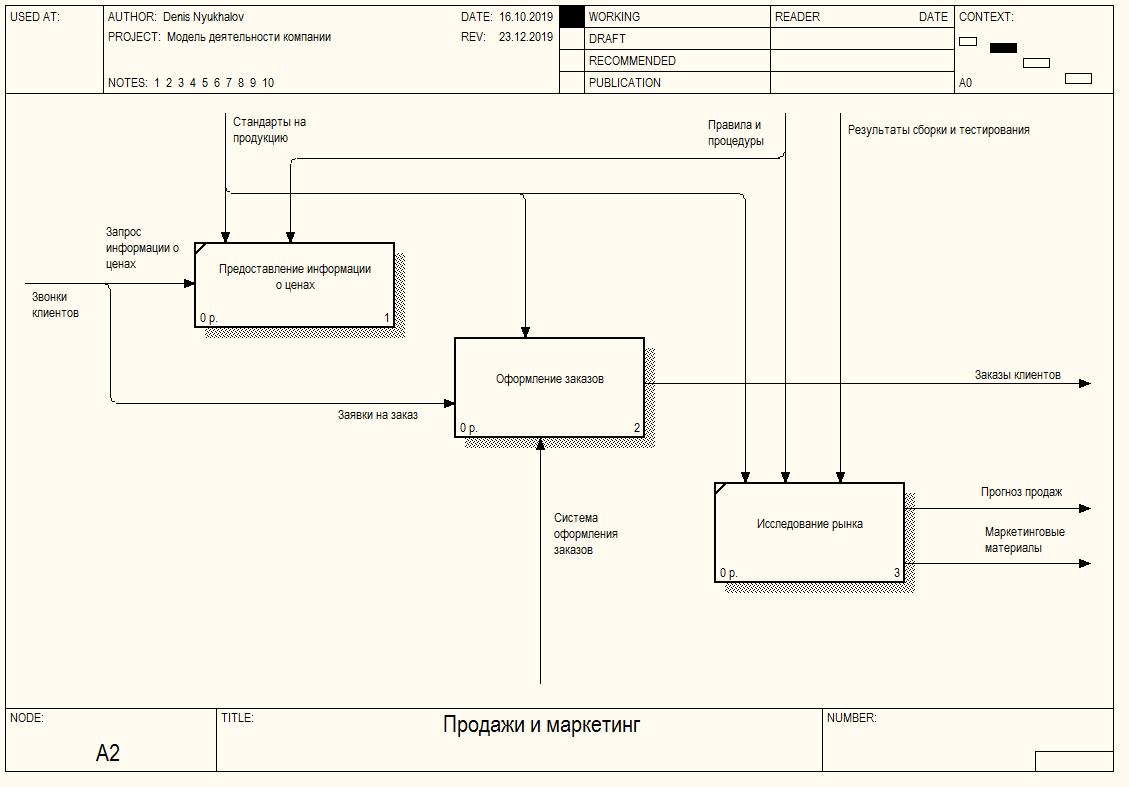 USED AT:
AUTHOR: Denis Nyukhalov
DATE: 16.10.2019
PROJECT: Модель деятельности компании
REV: 23.12.2019
NOTES: 1 2 3 4 5 6 7 8 9 10
WORKING
DRAFT
RECOMMENDED
PUBLICATION
READER
DATE
CONTEXT:
A0
Стандарты на
продукцию
Правила и
процедуры
Результаты сборки и тестирования
Запрос
информации о
ценах
Звонки
клиентов
Предоставление информации
о ценах
0 р.
1
Оформление заказов
0 р.
2
Заявки на заказ
Заказы клиентов
Система
оформления
заказов
Исследование рынка
0 р.
3
Прогноз продаж
Маркетинговые
материалы
NODE:
A2
TITLE:
Продажи и маркетинг
NUMBER: